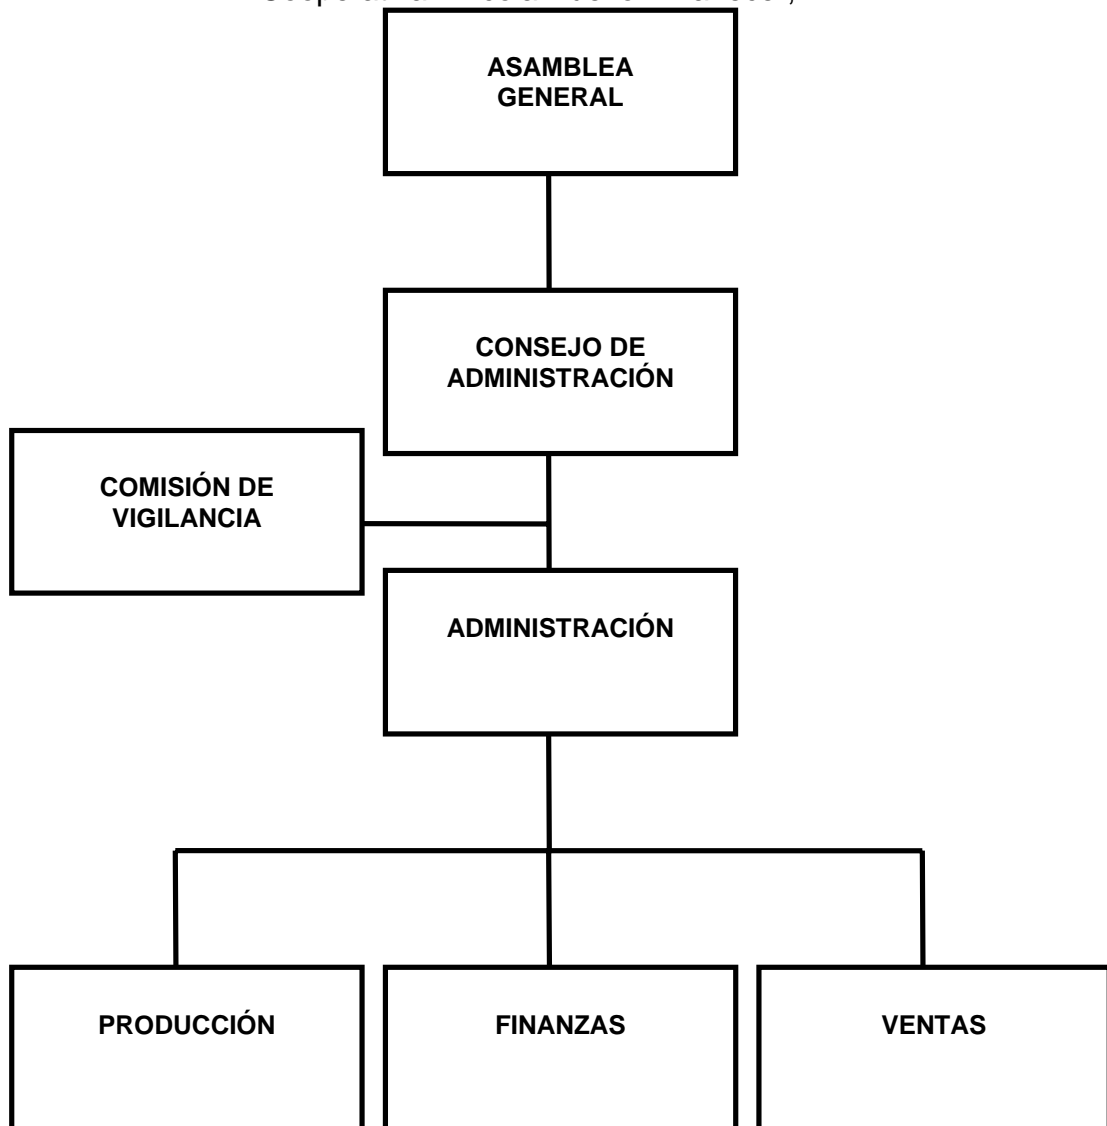 ASAMBLEA
GENERAL
CONSEJO DE
ADMINISTRACIÓN
COMISIÓN DE
VIGILANCIA
ADMINISTRACIÓN
PRODUCCIÓN
FINANZAS
VENTAS